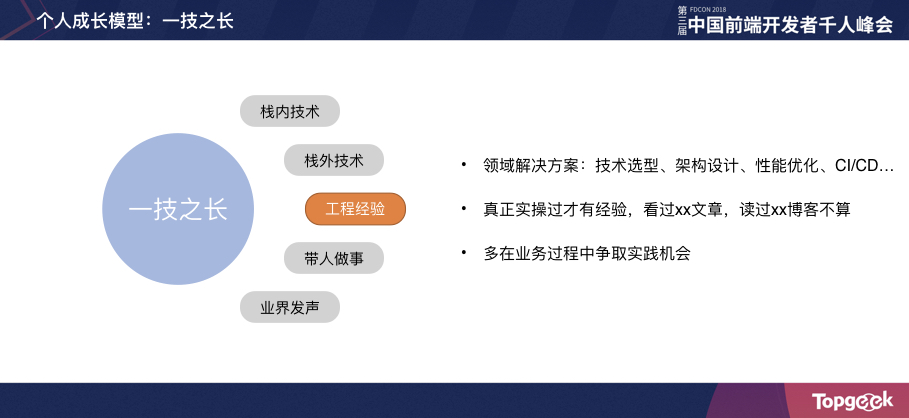 个人成长模型：一技之长
第三届
FDCON 2018
中国前端开发者千人峰会
栈内技术
栈外技术
一技之长
工程经验
带人做事
业界发声
• 领域解决方案：技术选型、架构设计、性能优化、CI/CD…
• 真正实操过才有经验，看过xx文章，读过xx博客不算
• 多在业务过程中争取实践机会
Topgeek